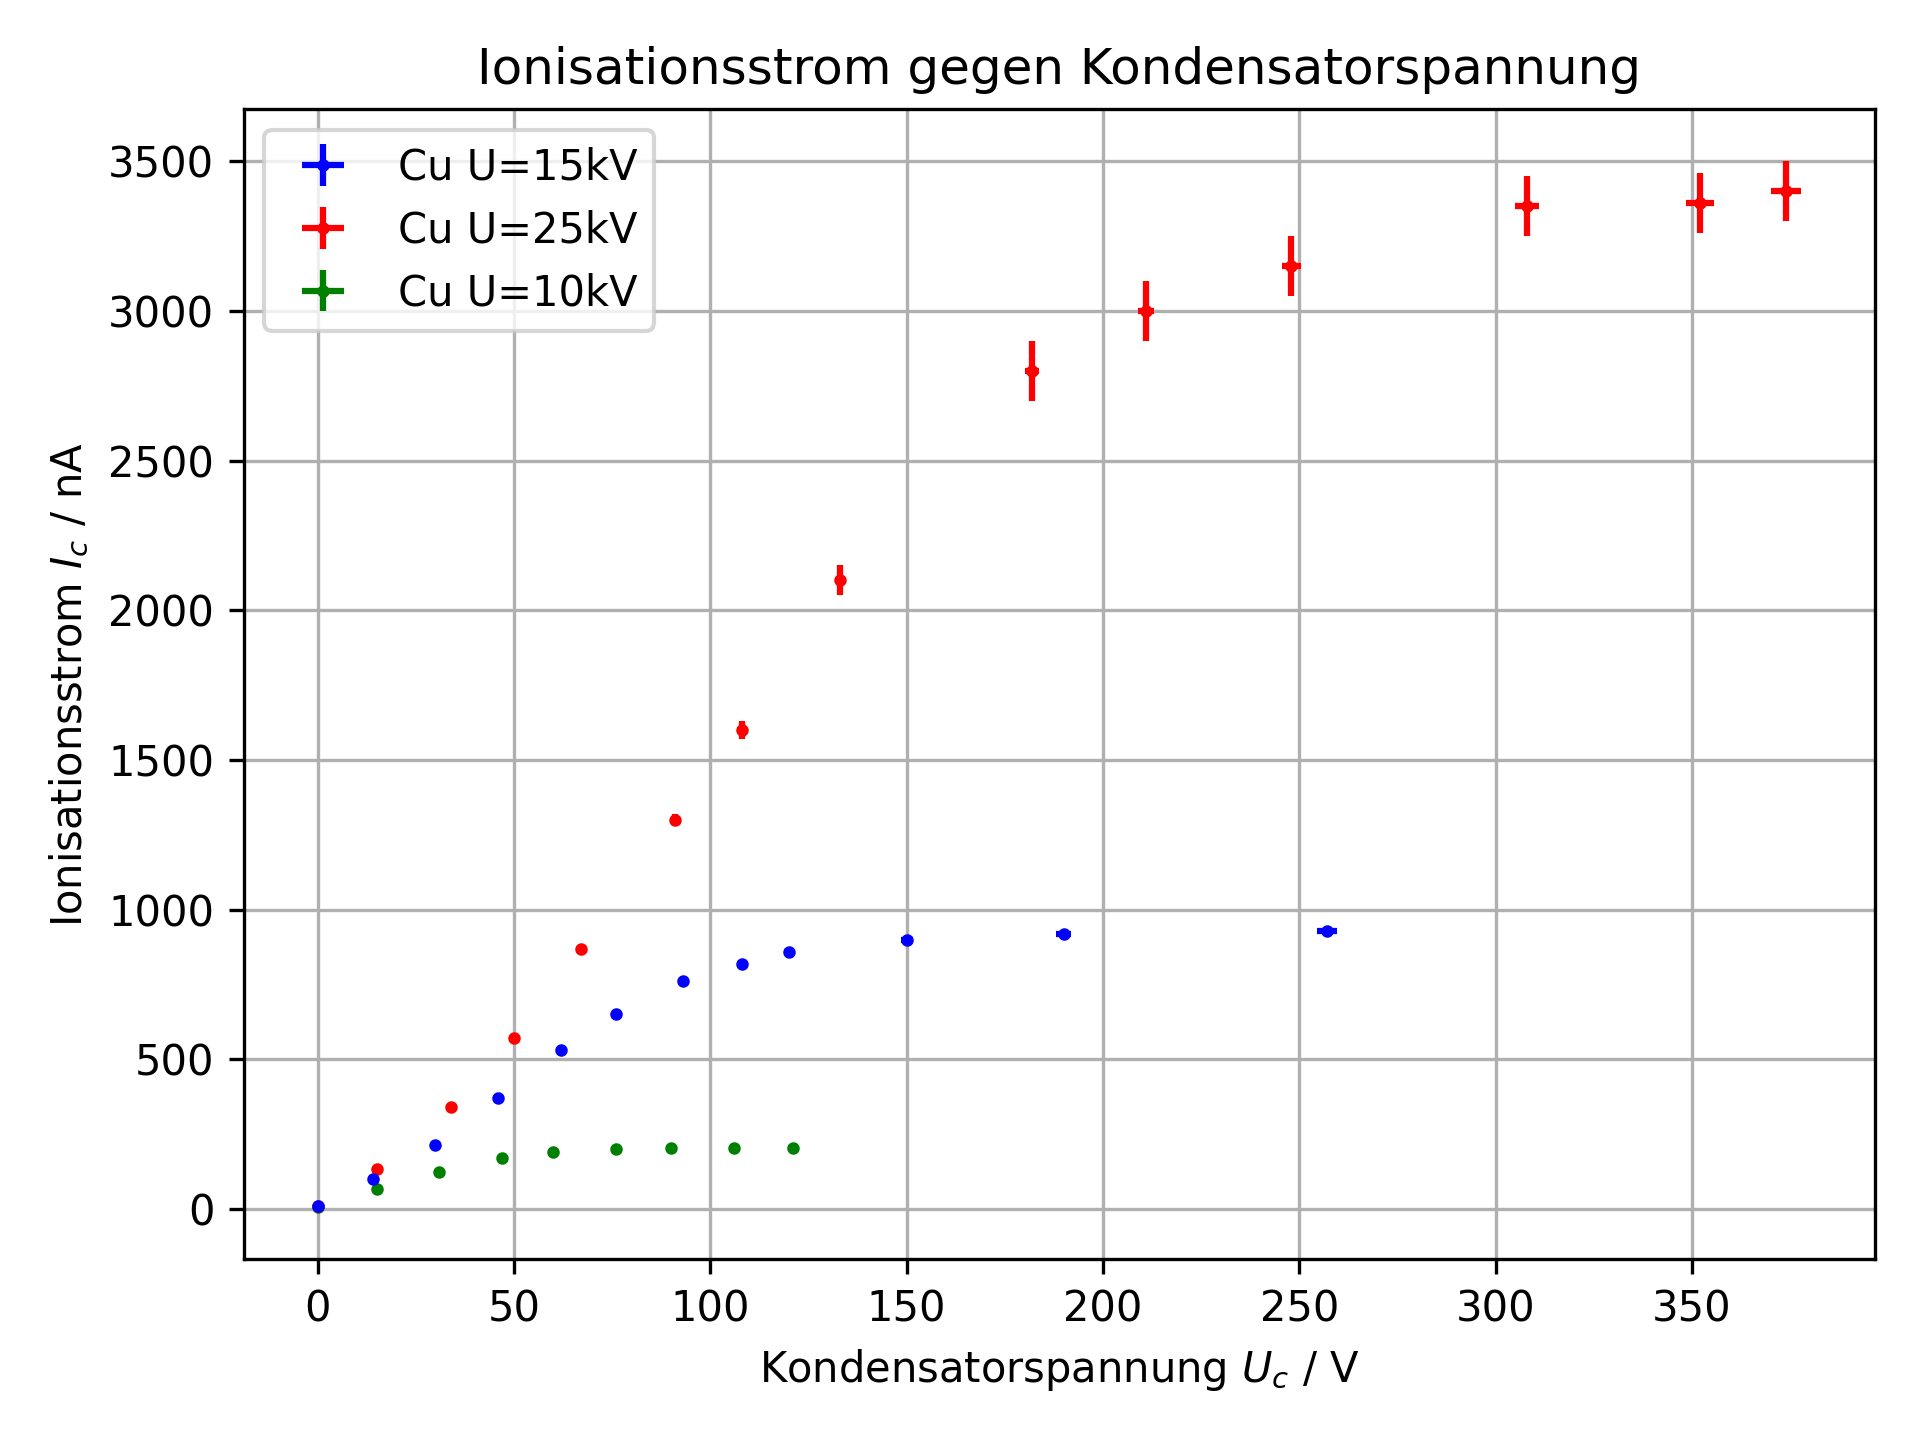 Ionisationsstrom gegen Kondensatorspannung
Cu U=15kV
Cu U=25kV
Cu U=10kV
3500
3000
2500
2000
1500
1000
500
0
Ionisationsstrom I_c / nA
0 50 100 150 200 250 300 350
Kondensatorspannung U_c / V